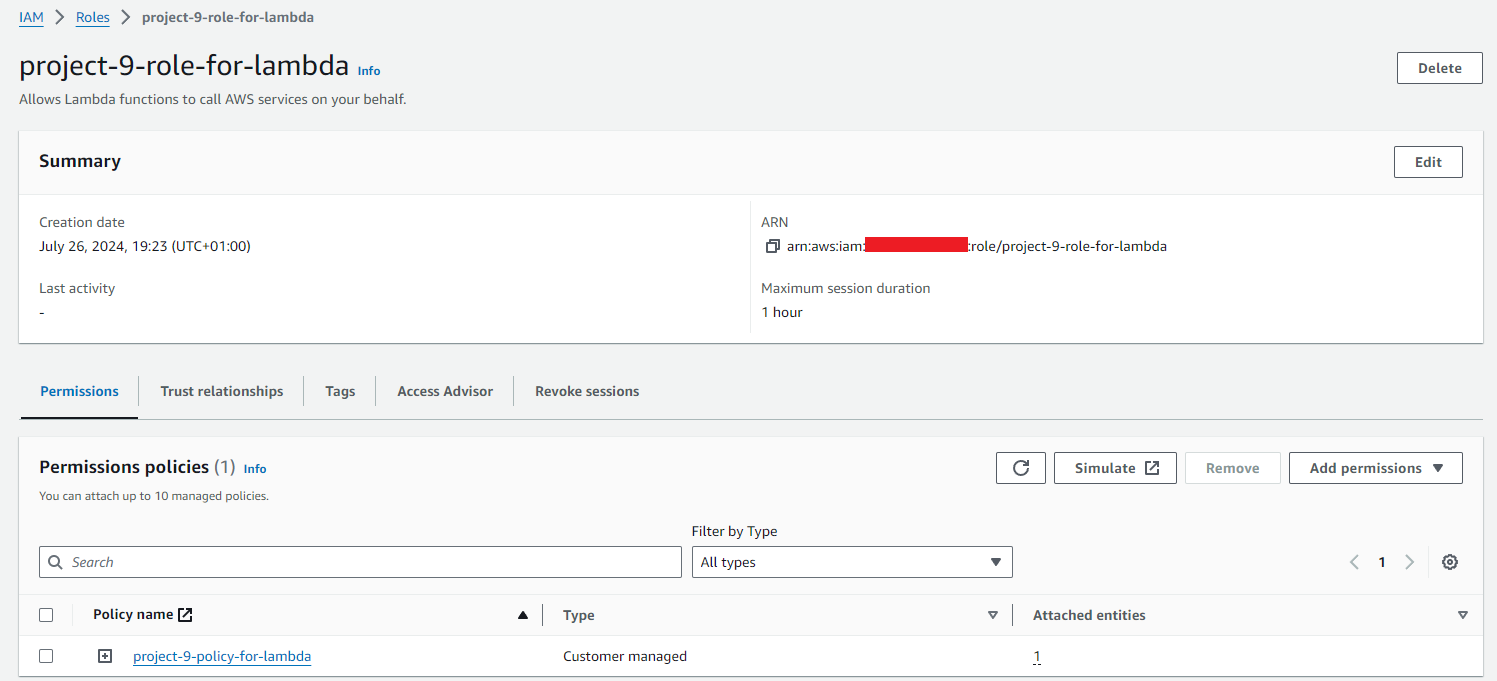 IAM > Roles > project-9-role-for-lambda
project-9-role-for-lambda Info
Delete
Allows Lambda functions to call AWS services on your behalf.
Summary
Edit
Creation date
July 26, 2024, 19:23 (UTC+01:00)
ARN
arn:aws:iam: :role/project-9-role-for-lambda
Last activity
-
Maximum session duration
1 hour
Permissions Trust relationships Tags Access Advisor Revoke sessions
Permissions policies (1) Info
You can attach up to 10 managed policies.
Simulate Remove Add permissions
Filter by Type
Search
All types
1
Policy name Type Attached entities
project-9-policy-for-lambda Customer managed 1